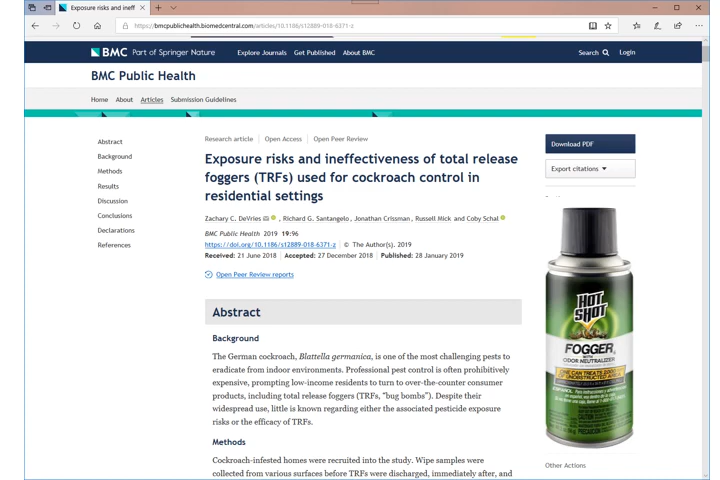 Exposure risks and ineff
https://bmcpublichealth.biomedcentral.com/articles/10.1186/s12889-018-6371-z
BMC Part of Springer Nature
Explore Journals Get Published About BMC
Search Login
BMC Public Health
Home About Articles Submission Guidelines
Abstract
Background
Methods
Results
Discussion
Conclusions
Declarations
References
Research article Open Access Open Peer Review
Exposure risks and ineffectiveness of total release
foggers (TRFs) used for cockroach control in
residential settings
Zachary C. DeVries, Richard G. Santangelo, Jonathan Crissman, Russell Mick and Coby Schal
BMC Public Health 2019 19:96
https://doi.org/10.1186/s12889-018-6371-z © The Author(s). 2019
Received: 21 June 2018 Accepted: 27 December 2018 Published: 28 January 2019
Open Peer Review reports
Abstract
Background
The German cockroach, Blattella germanica, is one of the most challenging pests to
eradicate from indoor environments. Professional pest control is often prohibitively
expensive, prompting low-income residents to turn to over-the-counter consumer
products, including total release foggers (TRFs, “bug bombs”). Despite their
widespread use, little is known regarding either the associated pesticide exposure
risks or the efficacy of TRFs.
Methods
Cockroach-infested homes were recruited into the study. Wipe samples were
collected from various surfaces before TRFs were discharged, immediately after, and
Download PDF
Export citations
HOT
SHOT
FOGGER
WITH
ODOR NEUTRALIZER
ESPAÑOL
Other Actions